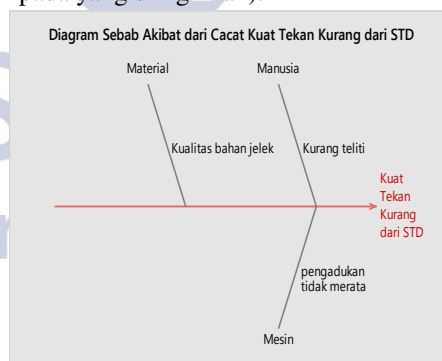 Diagram Sebab Akibat dari Cacat Kuat Tekan Kurang dari STD
Material
Manusia
Kualitas bahan jelek
Kurang teliti
Kuat
Tekan
Kurang
dari STD
pengadukan
tidak merata
Mesin